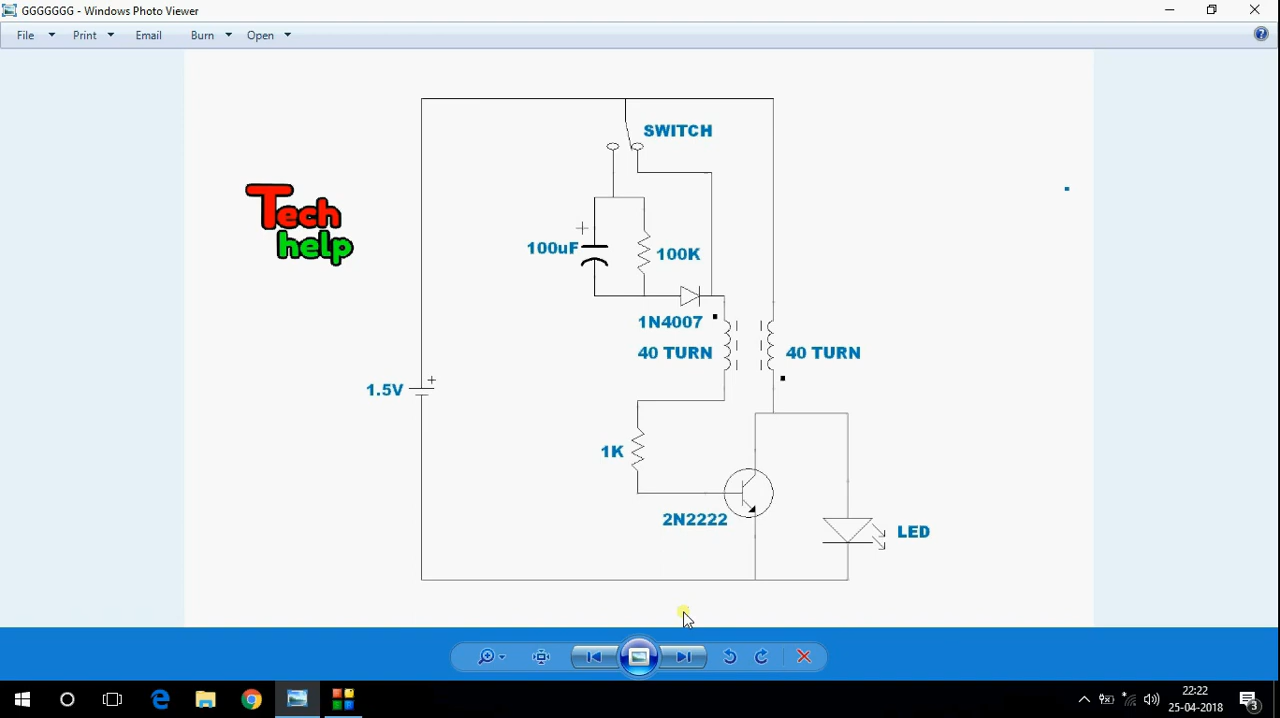 GGGGGGG - Windows Photo Viewer
File Print Email Burn Open
SWITCH
Tech
help
100uF
+
100K
1N4007
40 TURN
40 TURN
1.5V
+
1K
2N2222
LED
22:22
25-04-2018
3